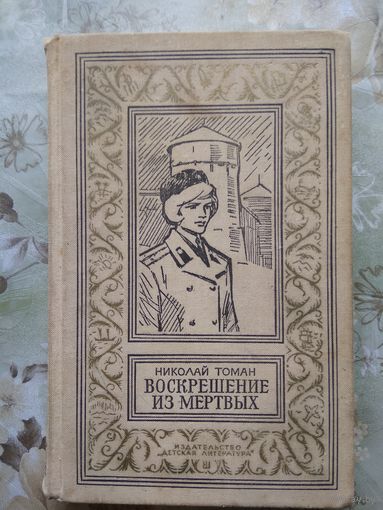 НИКОЛАЙ ТОМАН
ВОСКРЕШЕНИЕ
ИЗ МЕРТВЫХ
ИЗДАТЕЛЬСТВО
"ДЕТСКАЯ ЛИТЕРАТУРА"